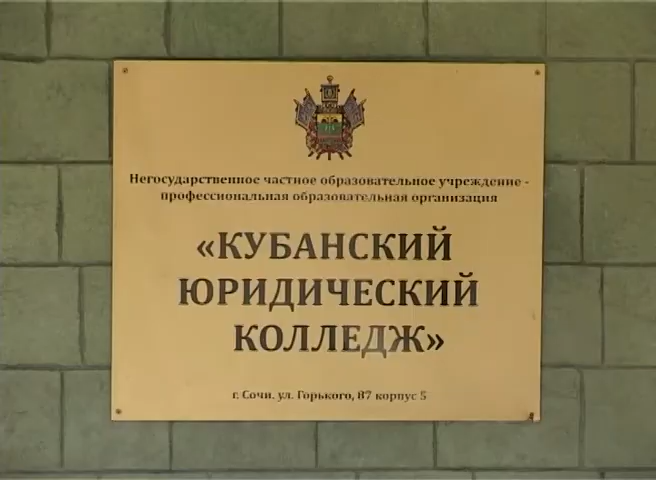 Негосударственное частное образовательное учреждение -
профессиональная образовательная организация
«КУБАНСКИЙ
ЮРИДИЧЕСКИЙ
КОЛЛЕДЖ»
г. Сочи. ул. Горького, 87 корпус 5